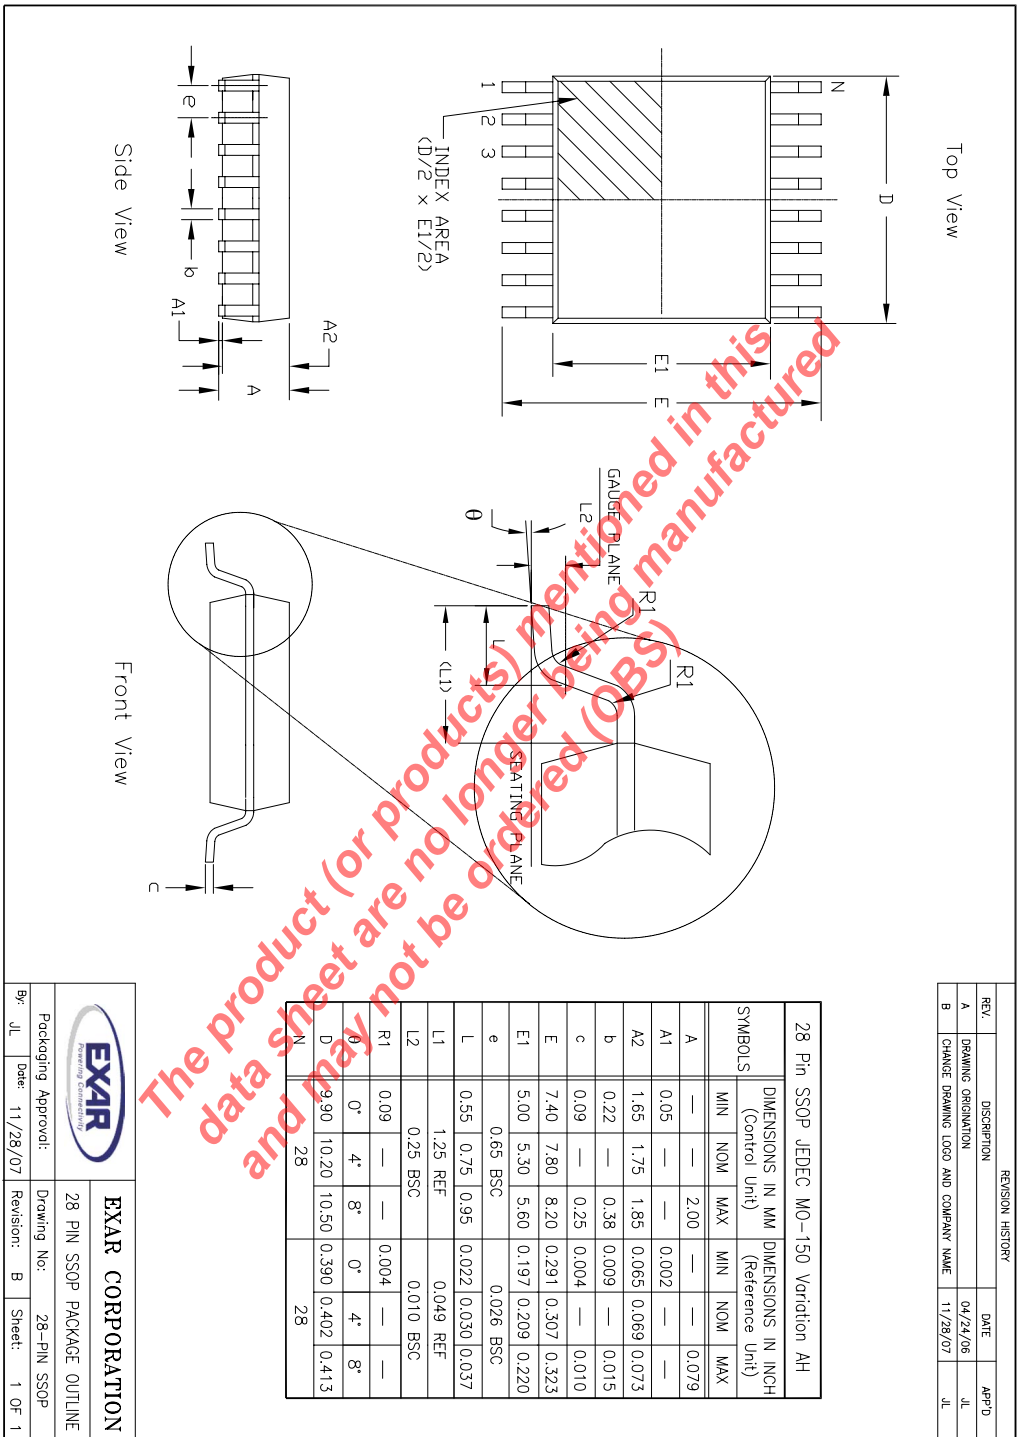 REVISION HISTORY
REV. DISCRIPTION DATE APP'D
A DRAWING ORIGINATION 04/24/06 JL
B CHANGE DRAWING LOGO AND COMPANY NAME 11/28/07 JL
Top View
D
N
1 2 3
E1
E
INDEX AREA
(D/2 x E1/2)
Side View
e
b
A1
A2
A
GAUGE PLANE
L2
θ
R1
R1
L
(L1)
SEATING PLANE
Front View
c
28 Pin SSOP JEDEC MO-150 Variation AH
SYMBOLS DIMENSIONS IN MM (Control Unit) DIMENSIONS IN INCH (Reference Unit)
MIN NOM MAX MIN NOM MAX
A — — 2.00 — — 0.079
A1 0.05 — — 0.002 — —
A2 1.65 1.75 1.85 0.065 0.069 0.073
b 0.22 — 0.38 0.009 — 0.015
c 0.09 — 0.25 0.004 — 0.010
E 7.40 7.80 8.20 0.291 0.307 0.323
E1 5.00 5.30 5.60 0.197 0.209 0.220
e 0.65 BSC 0.026 BSC
L 0.55 0.75 0.95 0.022 0.030 0.037
L1 1.25 REF 0.049 REF
L2 0.25 BSC 0.010 BSC
R1 0.09 — — 0.004 — —
θ 0° 4° 8° 0° 4° 8°
D 9.90 10.20 10.50 0.390 0.402 0.413
N 28 28
The product (or products) mentioned in this
data sheet are no longer being manufactured
and may not be ordered (OBS)
EXAR
Powering Connectivity
EXAR CORPORATION
28 PIN SSOP PACKAGE OUTLINE
Packaging Approval: Drawing No: 28-PIN SSOP
By: JL Date: 11/28/07 Revision: B Sheet: 1 OF 1